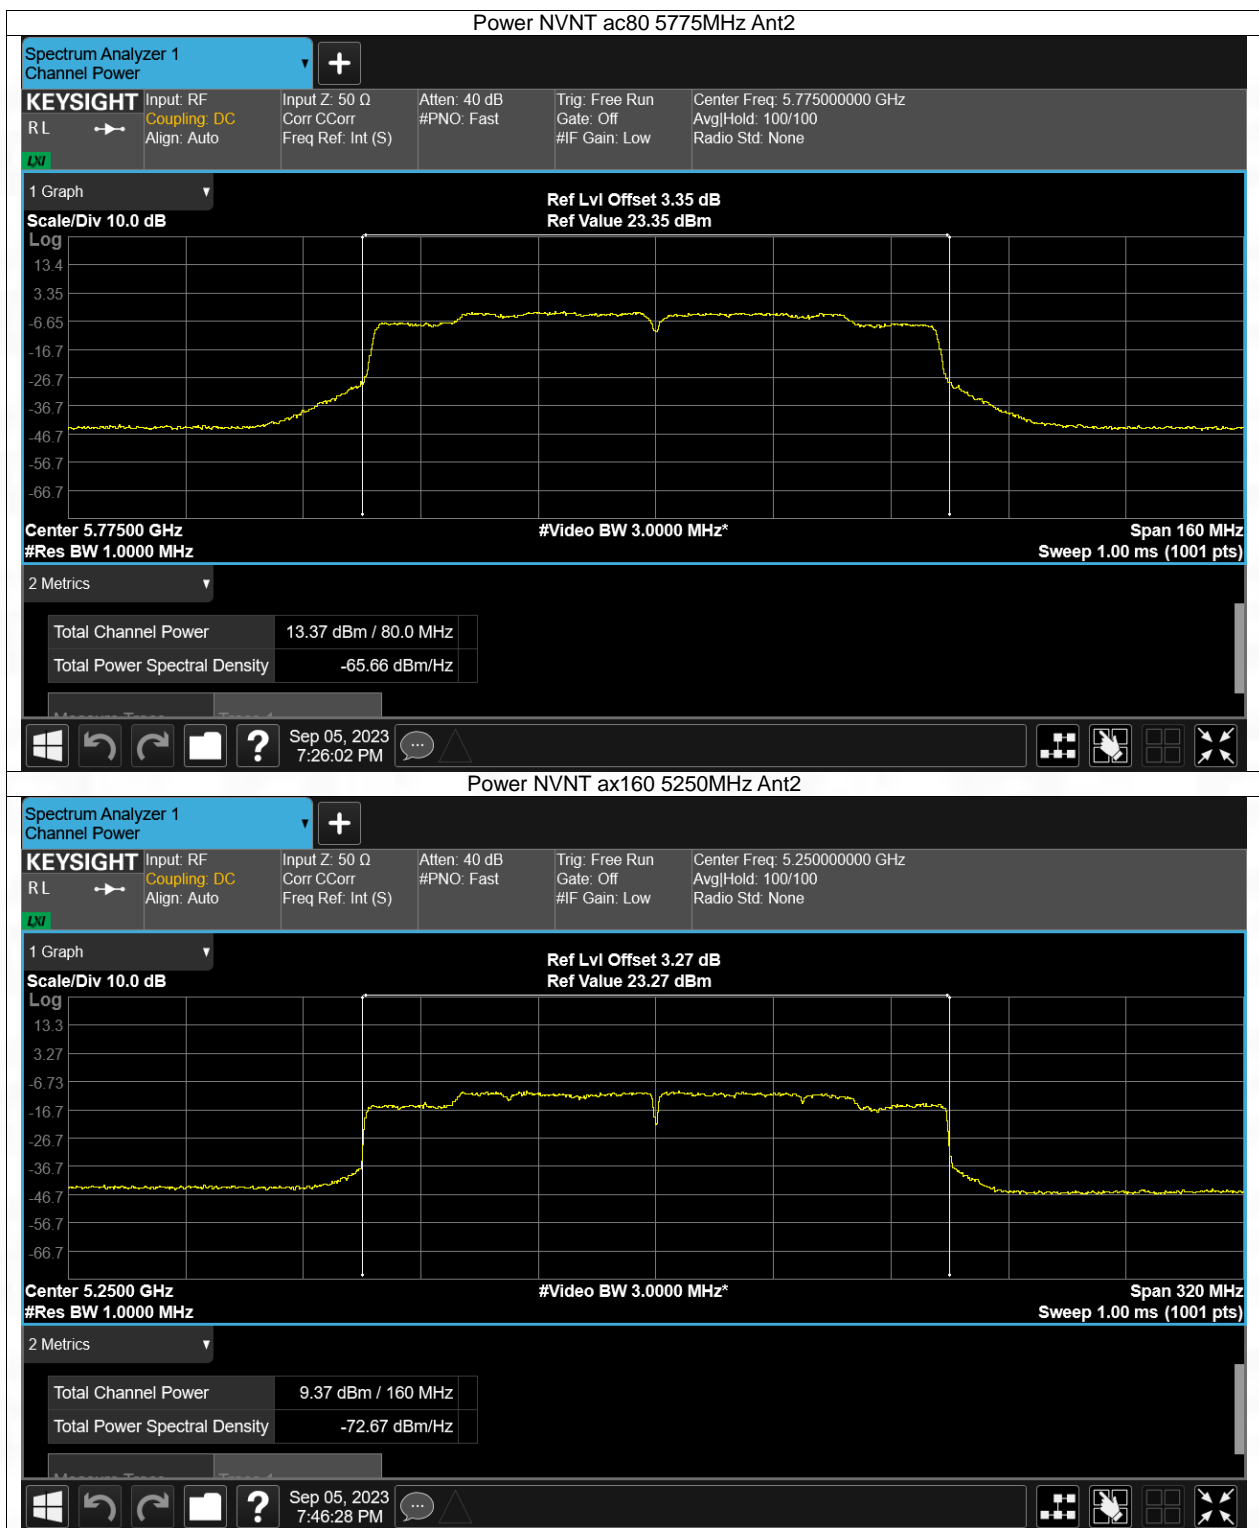 Power NVNT ac80 5775MHz Ant2
Spectrum Analyzer 1
Channel Power
KEYSIGHT
R L
LXI
Input: RF
Coupling: DC
Align: Auto
Input Z: 50 Ω
Corr CCorr
Freq Ref: Int (S)
Atten: 40 dB
#PNO: Fast
Trig: Free Run
Gate: Off
#IF Gain: Low
Center Freq: 5.775000000 GHz
Avg|Hold: 100/100
Radio Std: None
1 Graph
Ref Lvl Offset 3.35 dB
Scale/Div 10.0 dB
Ref Value 23.35 dBm
Log
13.4
3.35
-6.65
-16.7
-26.7
-36.7
-46.7
-56.7
-66.7
Center 5.77500 GHz
#Video BW 3.0000 MHz*
Span 160 MHz
#Res BW 1.0000 MHz
Sweep 1.00 ms (1001 pts)
2 Metrics
Total Channel Power 13.37 dBm / 80.0 MHz
Total Power Spectral Density -65.66 dBm/Hz
Sep 05, 2023
7:26:02 PM
Power NVNT ax160 5250MHz Ant2
Spectrum Analyzer 1
Channel Power
KEYSIGHT
R L
LXI
Input: RF
Coupling: DC
Align: Auto
Input Z: 50 Ω
Corr CCorr
Freq Ref: Int (S)
Atten: 40 dB
#PNO: Fast
Trig: Free Run
Gate: Off
#IF Gain: Low
Center Freq: 5.250000000 GHz
Avg|Hold: 100/100
Radio Std: None
1 Graph
Ref Lvl Offset 3.27 dB
Scale/Div 10.0 dB
Ref Value 23.27 dBm
Log
13.3
3.27
-6.73
-16.7
-26.7
-36.7
-46.7
-56.7
-66.7
Center 5.2500 GHz
#Video BW 3.0000 MHz*
Span 320 MHz
#Res BW 1.0000 MHz
Sweep 1.00 ms (1001 pts)
2 Metrics
Total Channel Power 9.37 dBm / 160 MHz
Total Power Spectral Density -72.67 dBm/Hz
Sep 05, 2023
7:46:28 PM